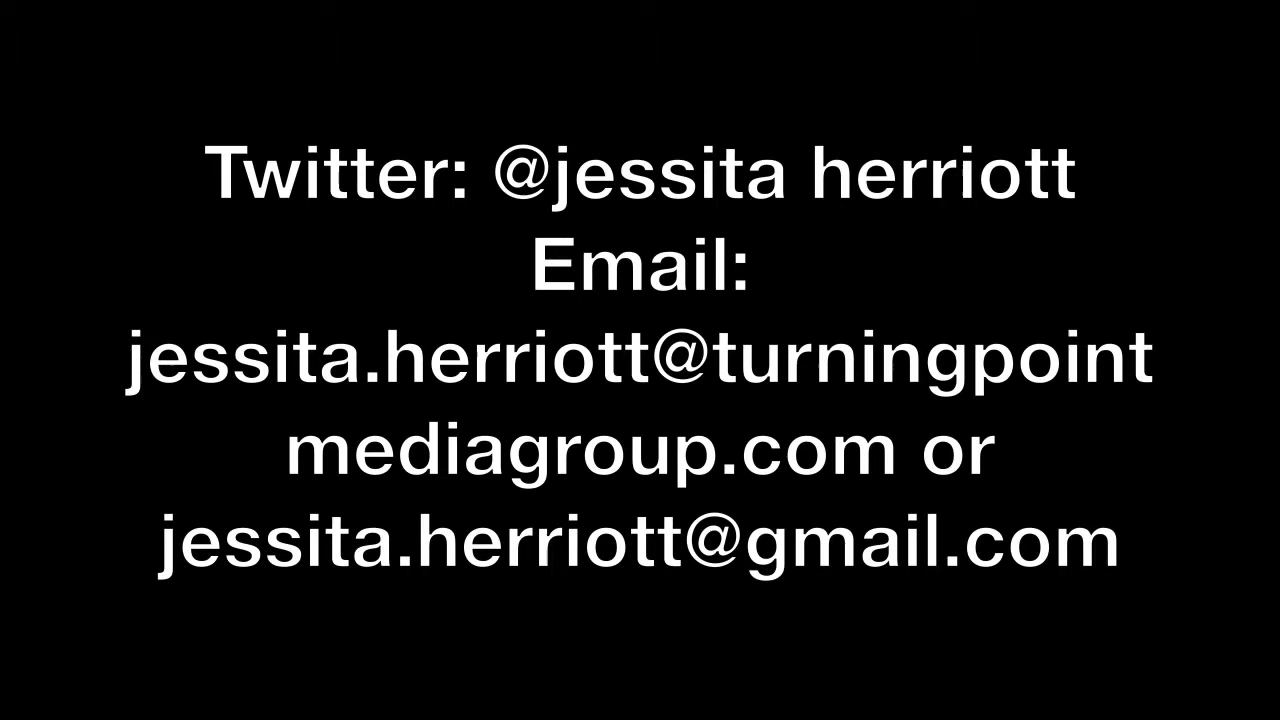 Twitter: @jessita herriott
Email:
jessita.herriott@turningpoint
mediagroup.com or
jessita.herriott@gmail.com